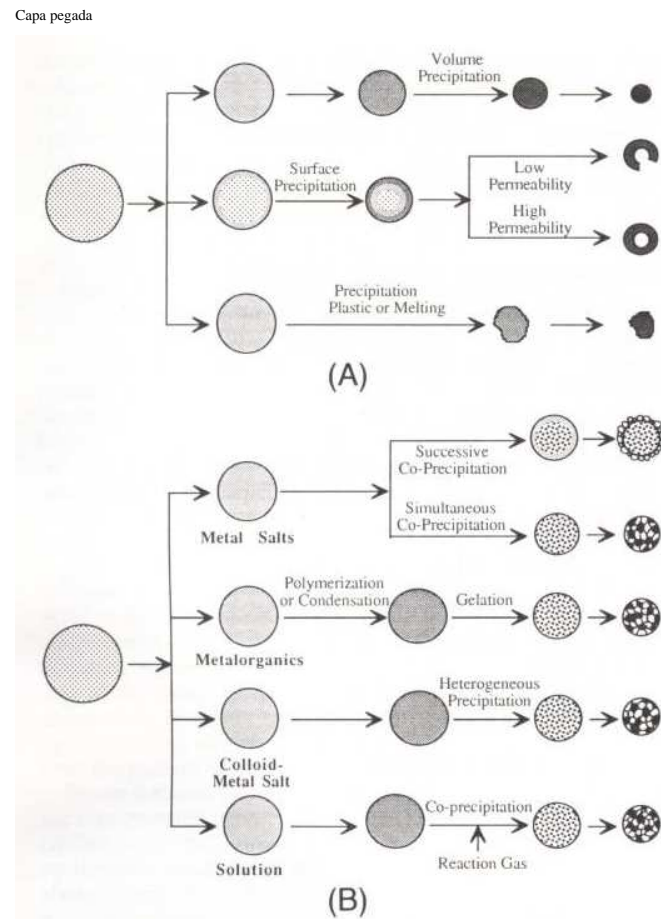 Capa pegada
Volume
Precipitation
Surface
Precipitation
Low
Permeability
High
Permeability
Precipitation
Plastic or Melting
(A)
Successive
Co-Precipitation
Simultaneous
Co-Precipitation
Metal Salts
Polymerization
or Condensation
Gelation
Metalorganics
Heterogeneous
Precipitation
Colloid-
Metal Salt
Co-precipitation
Reaction Gas
Solution
(B)